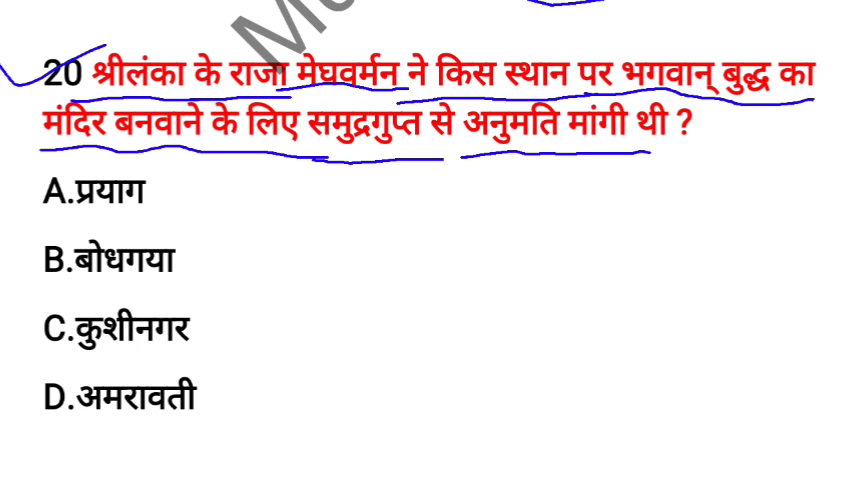 20 श्रीलंका के राजा मेघवर्मन ने किस स्थान पर भगवान् बुद्ध का
मंदिर बनवाने के लिए समुद्रगुप्त से अनुमति मांगी थी ?
A.प्रयाग
B.बोधगया
C.कुशीनगर
D.अमरावती